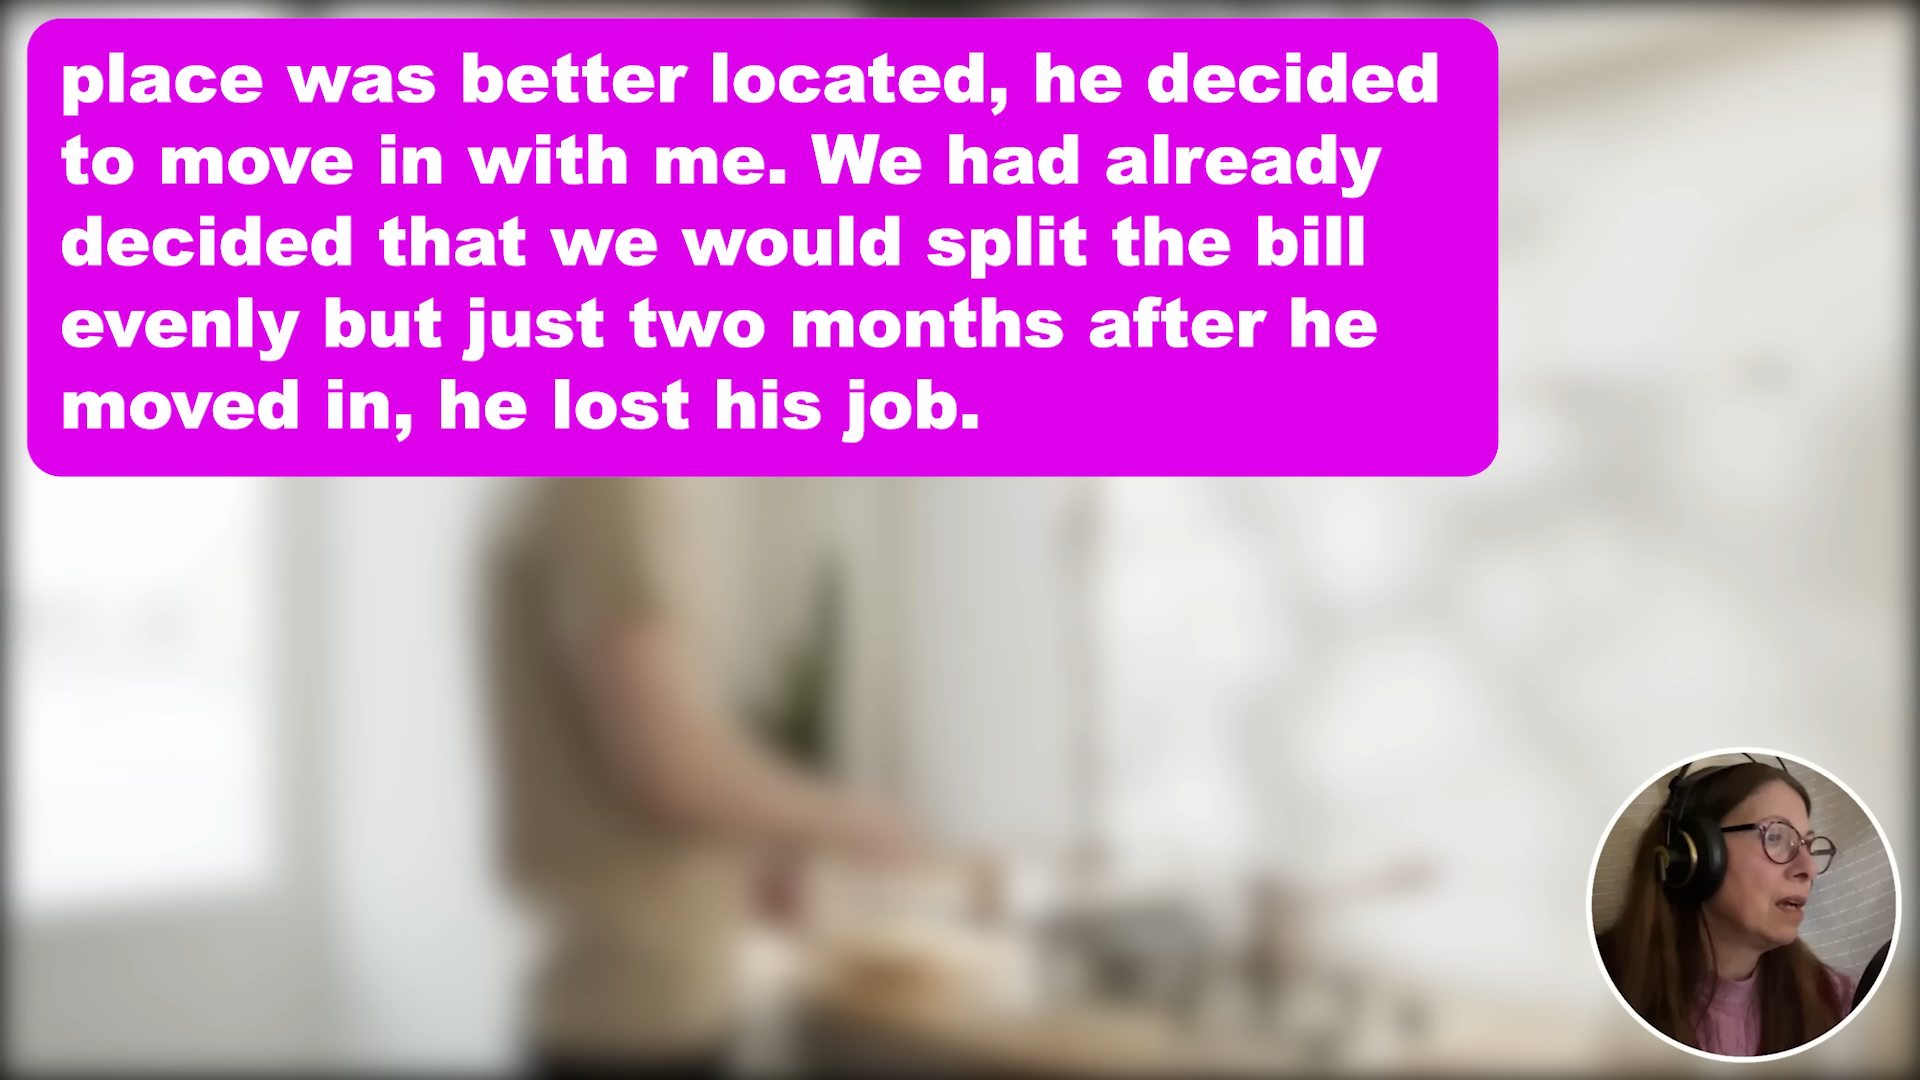 place was better located, he decided
to move in with me. We had already
decided that we would split the bill
evenly but just two months after he
moved in, he lost his job.